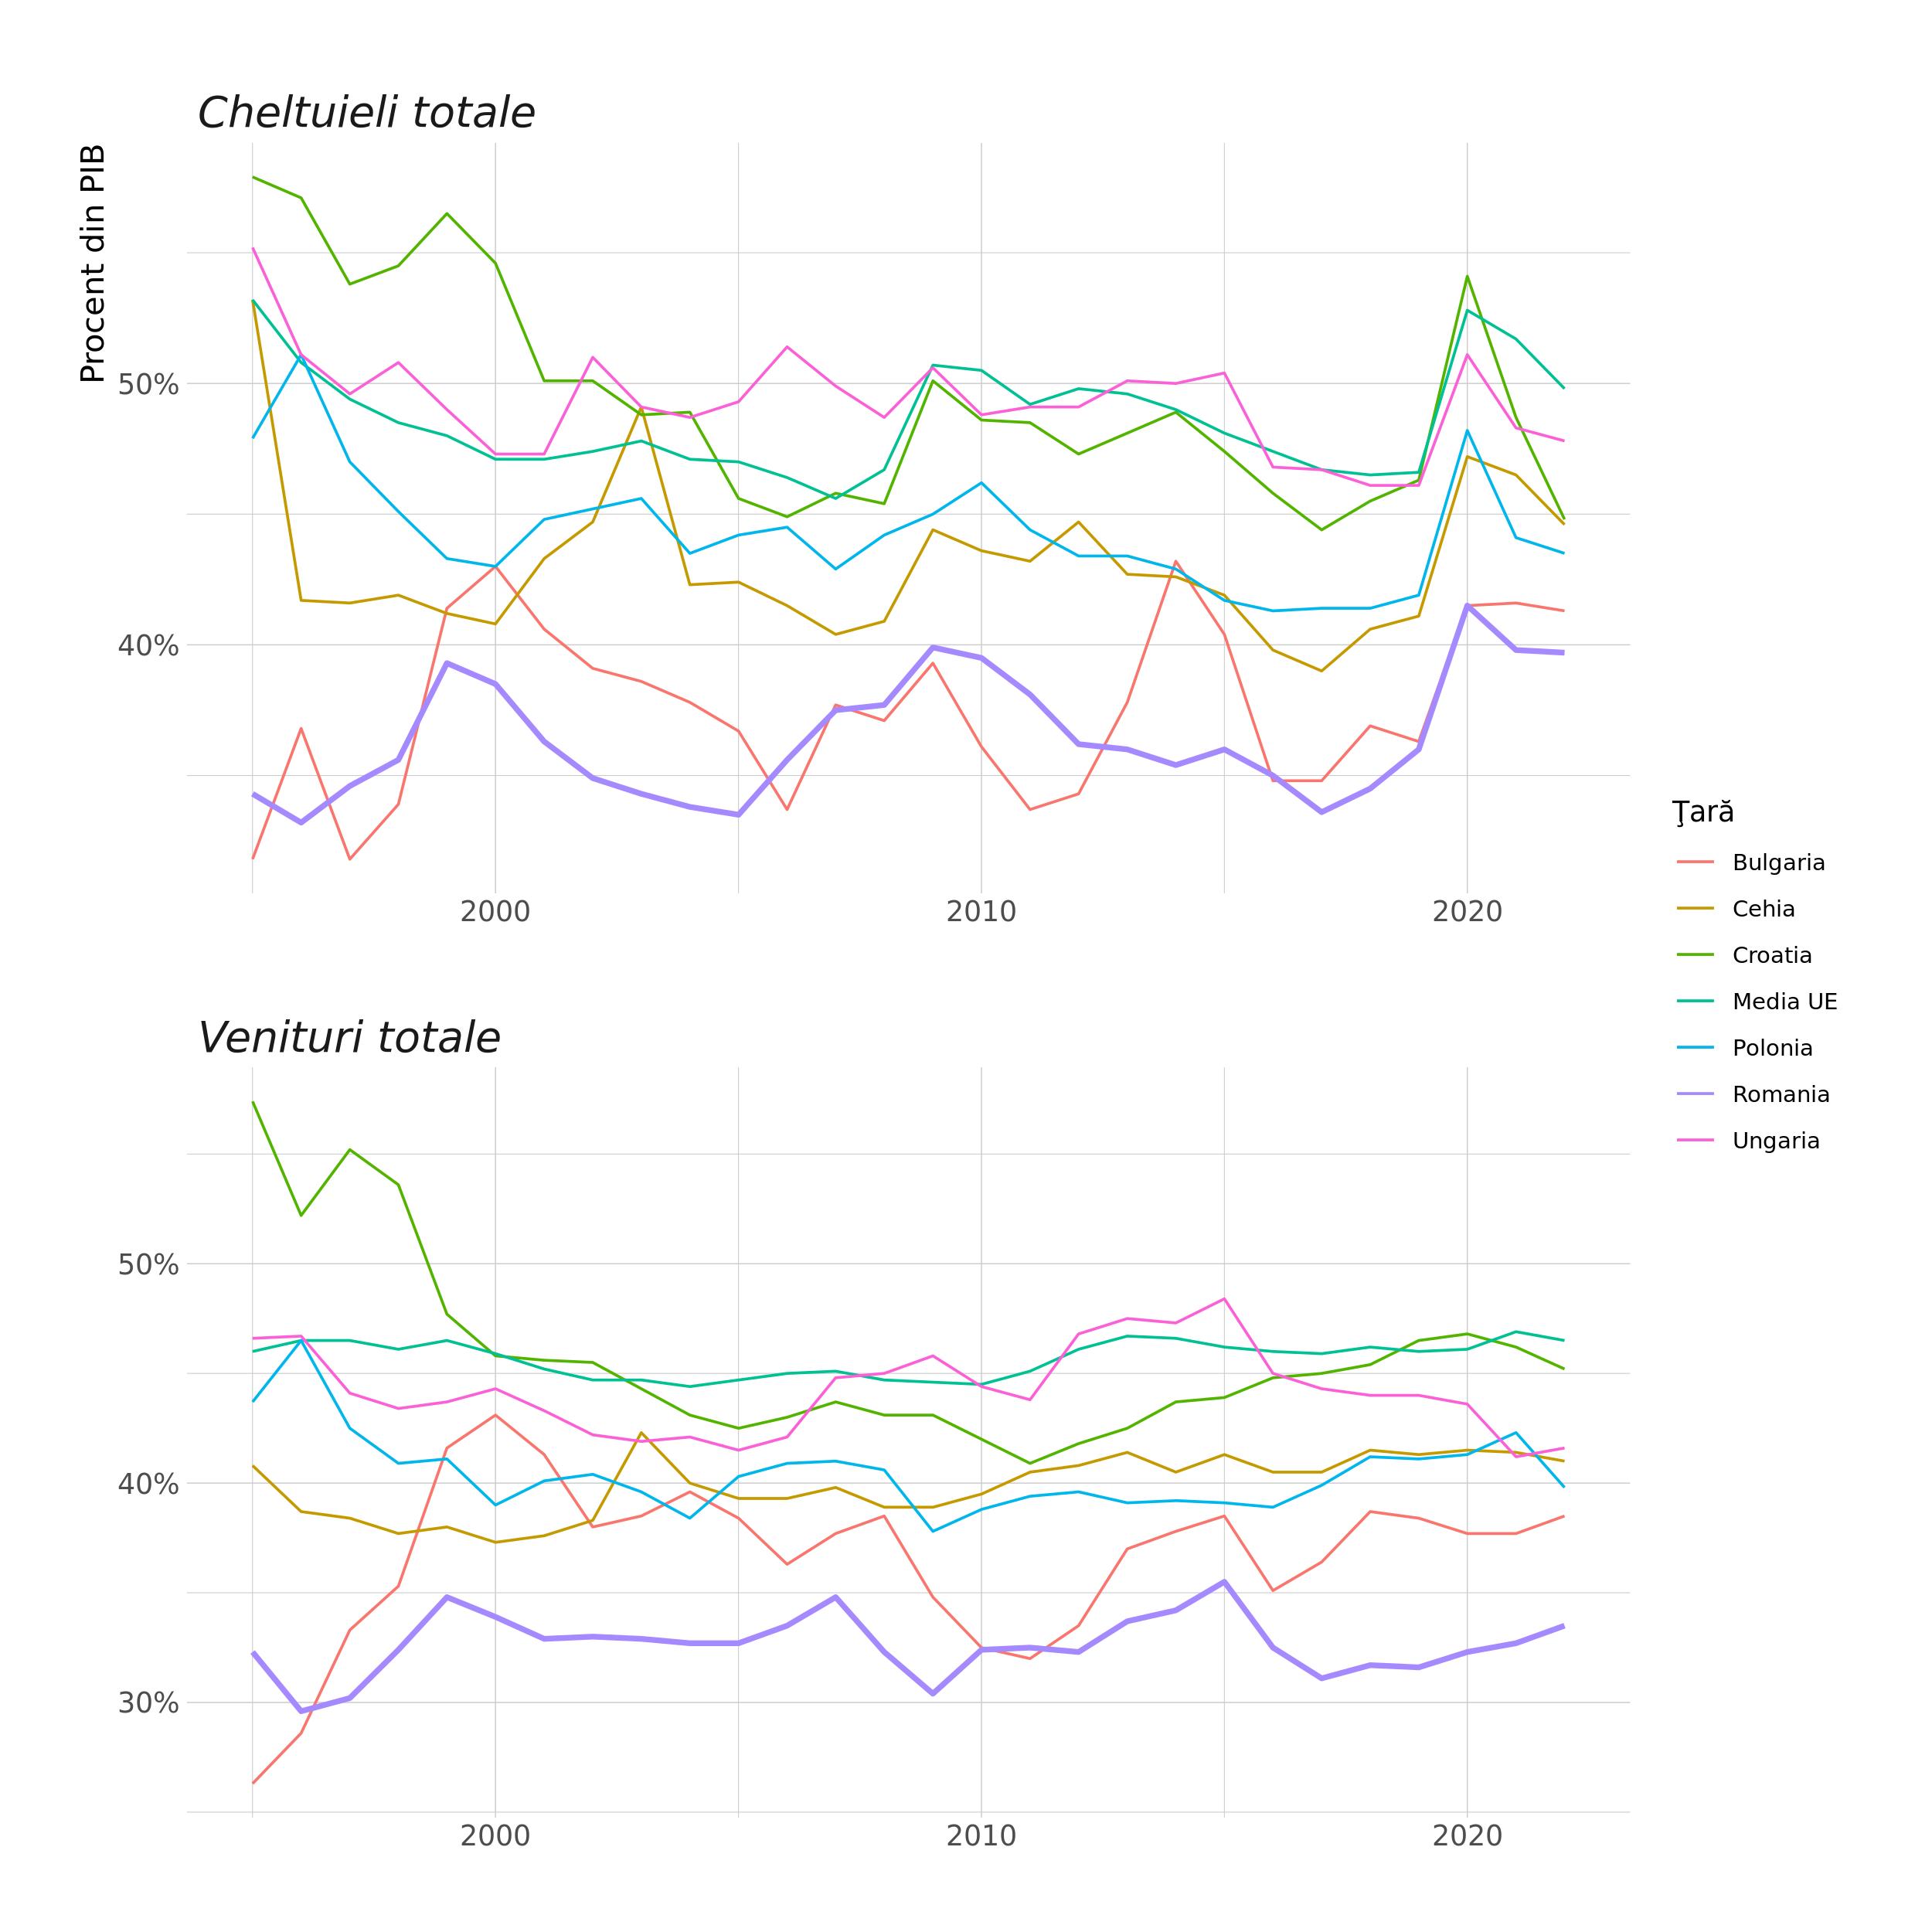 Cheltuieli totale
Procent din PIB
50%
40%
2000 2010 2020
Venituri totale
50%
40%
30%
2000 2010 2020
Ţară
Bulgaria
Cehia
Croatia
Media UE
Polonia
Romania
Ungaria